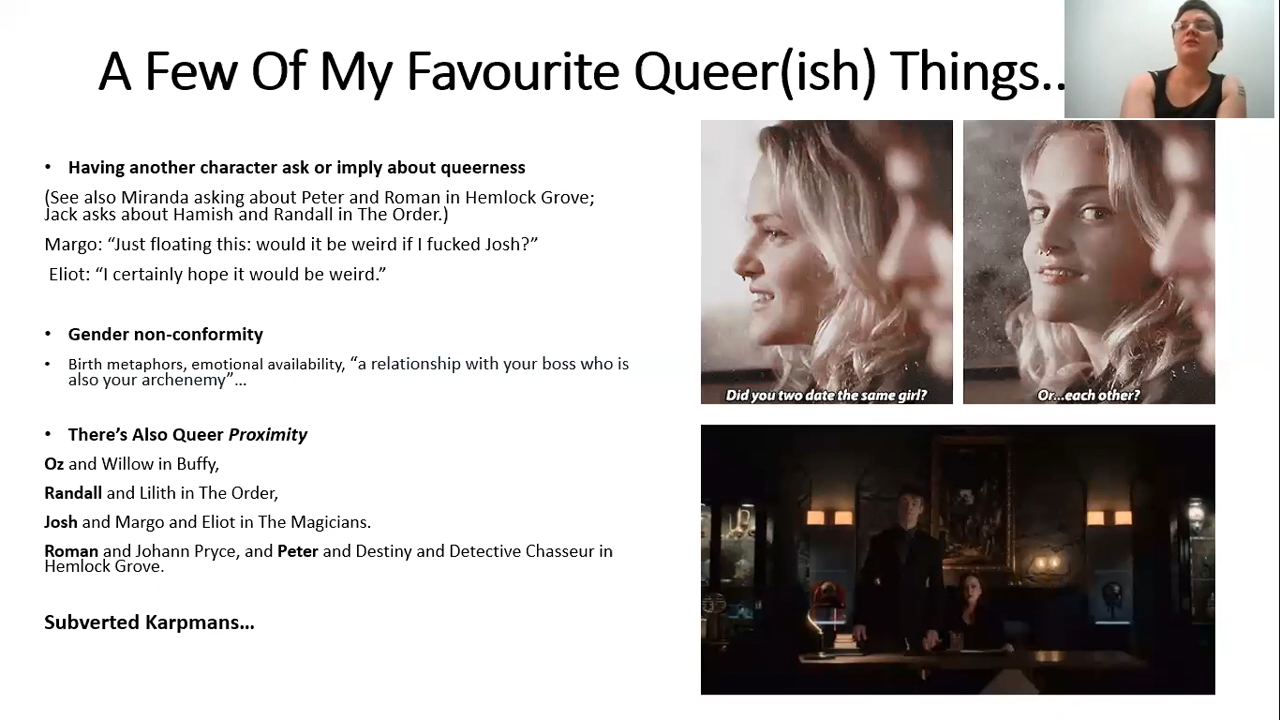 A Few Of My Favourite Queer(ish) Things..
• Having another character ask or imply about queerness
(See also Miranda asking about Peter and Roman in Hemlock Grove;
Jack asks about Hamish and Randall in The Order.)
Margo: “Just floating this: would it be weird if I fucked Josh?”
Eliot: “I certainly hope it would be weird.”
• Gender non-conformity
• Birth metaphors, emotional availability, “a relationship with your boss who is
also your archenemy”…
• There’s Also Queer Proximity
Oz and Willow in Buffy,
Randall and Lilith in The Order,
Josh and Margo and Eliot in The Magicians.
Roman and Johann Pryce, and Peter and Destiny and Detective Chasseur in
Hemlock Grove.
Subverted Karpmans…
Did you two date the same girl?
Or...each other?